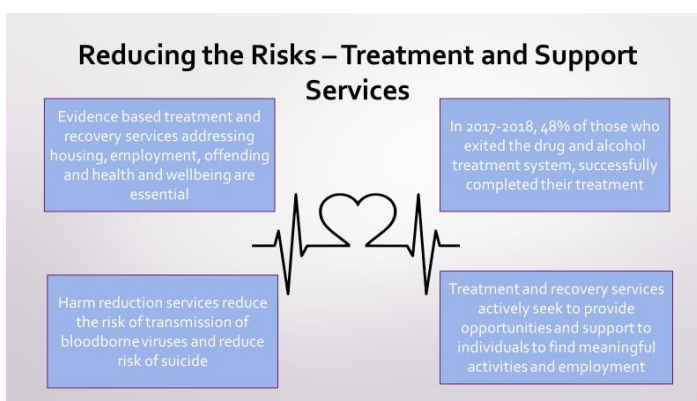 Reducing the Risks – Treatment and Support
Services
Evidence based treatment and
recovery services addressing
housing, employment, offending
and health and wellbeing are
essential
In 2017-2018, 48% of those who
exited the drug and alcohol
treatment system, successfully
completed their treatment
Harm reduction services reduce
the risk of transmission of
bloodborne viruses and reduce
risk of suicide
Treatment and recovery services
actively seek to provide
opportunities and support to
individuals to find meaningful
activities and employment